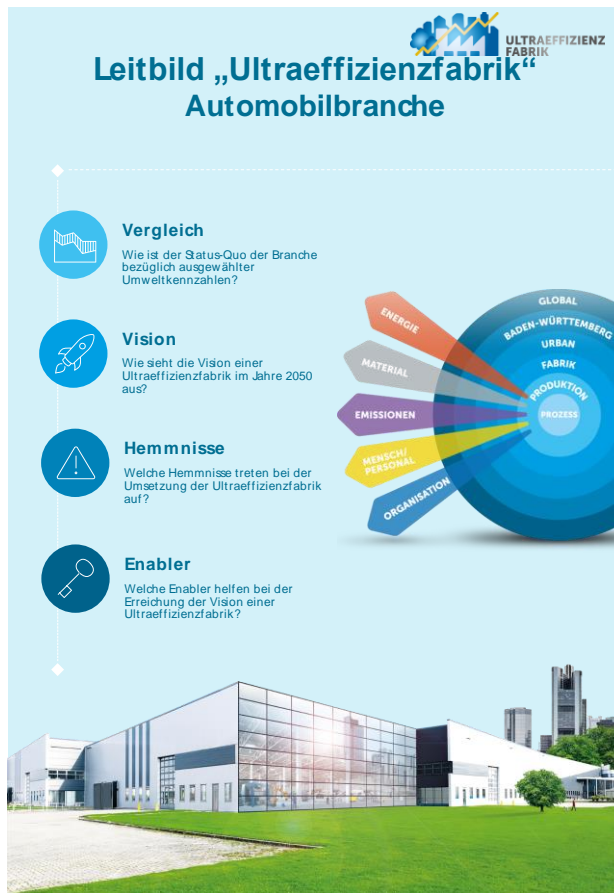 ULTRAEFFIZIENZ
FABRIK
Leitbild „Ultraeffizienzfabrik“
Automobilbranche
Vergleich
Wie ist der Status-Quo der Branche
bezüglich ausgewählter
Umweltkennzahlen?
Vision
Wie sieht die Vision einer
Ultraeffizienzfabrik im Jahre 2050
aus?
Hemmnisse
Welche Hemmnisse treten bei der
Umsetzung der Ultraeffizienzfabrik
auf?
Enabler
Welche Enabler helfen bei der
Erreichung der Vision einer
Ultraeffizienzfabrik?
ENERGIE
MATERIAL
EMISSIONEN
MENSCH/
PERSONAL
ORGANISATION
GLOBAL
BADEN-WÜRTTEMBERG
URBAN
FABRIK
PRODUKTION
PROZESS